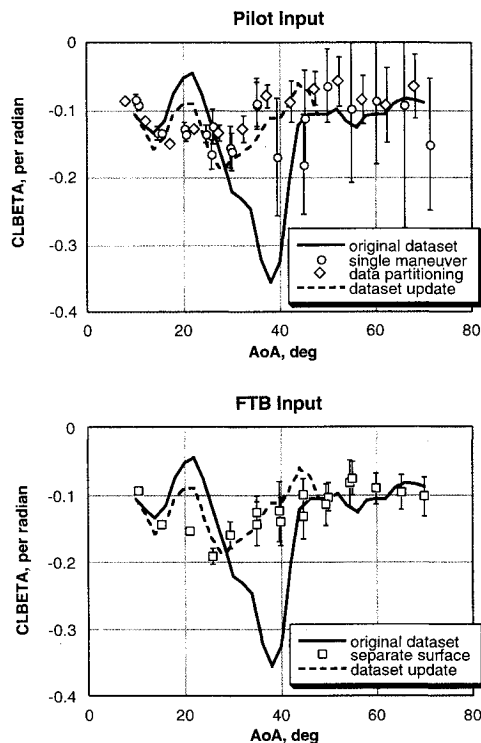 Pilot Input
0
-0.1
-0.2
-0.3
-0.4
CLBETA, per radian
original dataset
single maneuver
data partitioning
dataset update
0 20 40 60 80
AoA, deg
FTB Input
0
-0.1
-0.2
-0.3
-0.4
CLBETA, per radian
original dataset
separate surface
dataset update
0 20 40 60 80
AoA, deg